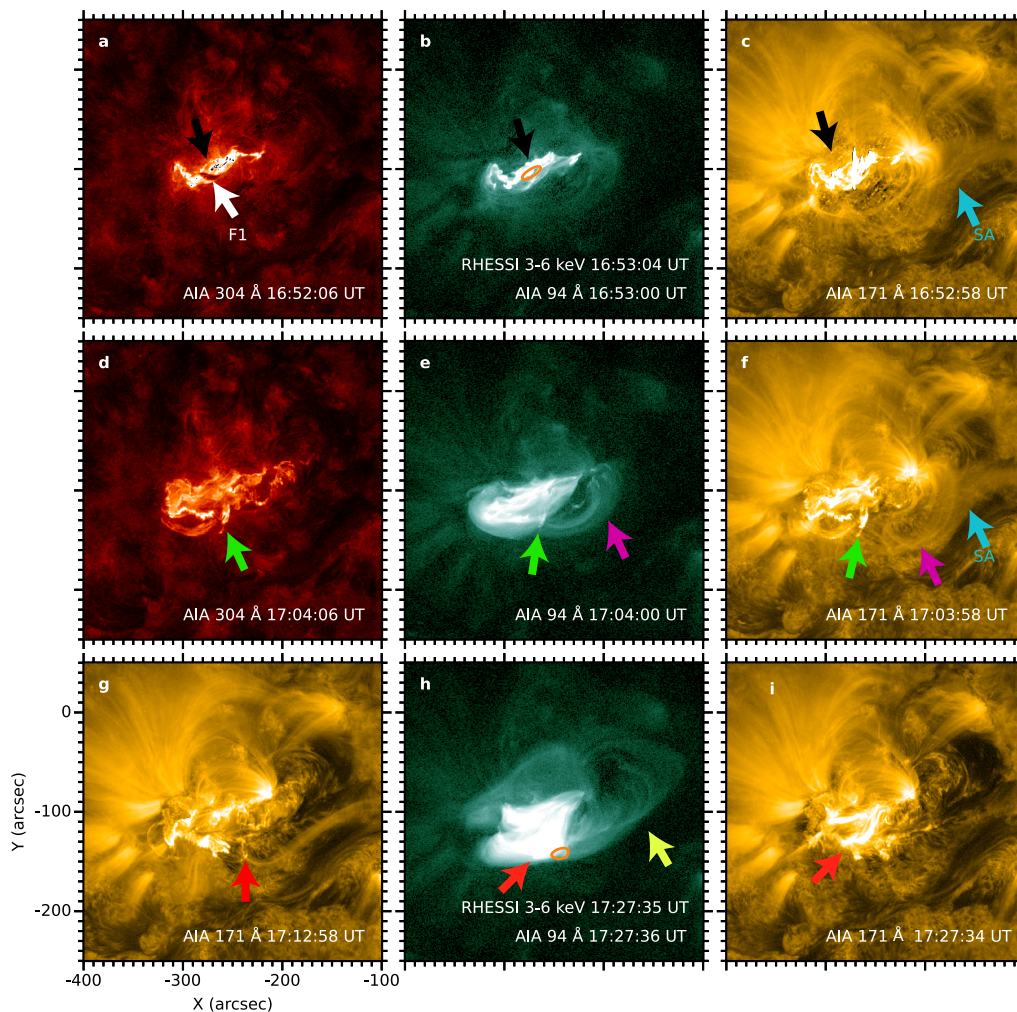 a
F1
AIA 304 Å 16:52:06 UT
b
RHESSI 3-6 keV 16:53:04 UT
AIA 94 Å 16:53:00 UT
c
SA
AIA 171 Å 16:52:58 UT
d
AIA 304 Å 17:04:06 UT
e
AIA 94 Å 17:04:00 UT
f
SA
AIA 171 Å 17:03:58 UT
g
AIA 171 Å 17:12:58 UT
h
RHESSI 3-6 keV 17:27:35 UT
AIA 94 Å 17:27:36 UT
i
AIA 171 Å  17:27:34 UT
0
-100
-200
Y (arcsec)
-400
-300
-200
-100
X (arcsec)